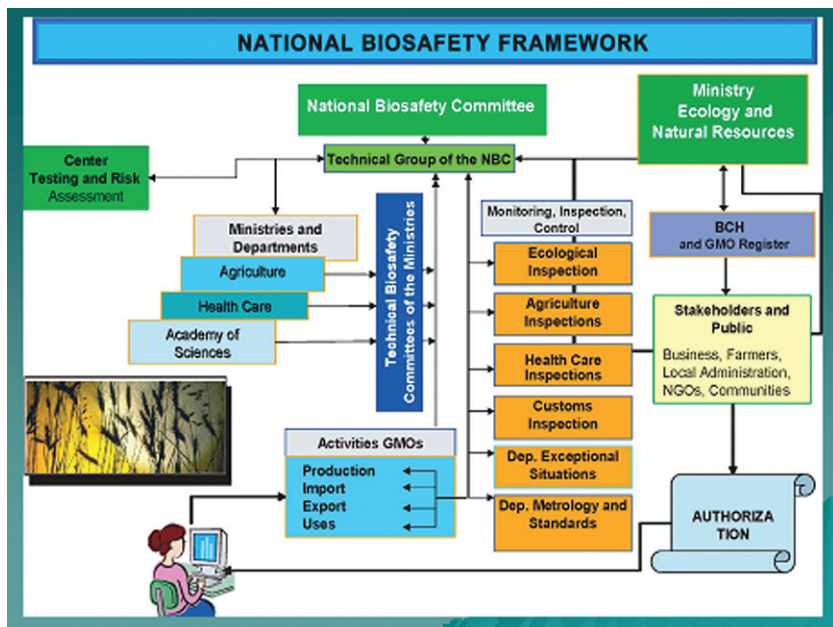 NATIONAL BIOSAFETY FRAMEWORK
National Biosafety Committee
Ministry
Ecology and
Natural Resources
Center
Testing and Risk
Assessment
Technical Group of the NBC
Ministries and
Departments
Agriculture
Health Care
Academy of
Sciences
Technical Biosafety
Committees of the Ministries
Monitoring, Inspection,
Control
Ecological
Inspection
Agriculture
Inspections
Health Care
Inspections
Customs
Inspection
Dep. Exceptional
Situations
Dep. Metrology and
Standards
BCH
and GMO Register
Stakeholders and
Public
Business, Farmers,
Local Administration,
NGOs, Communities
Activities GMOs
Production
Import
Export
Uses
AUTHORIZA
TION